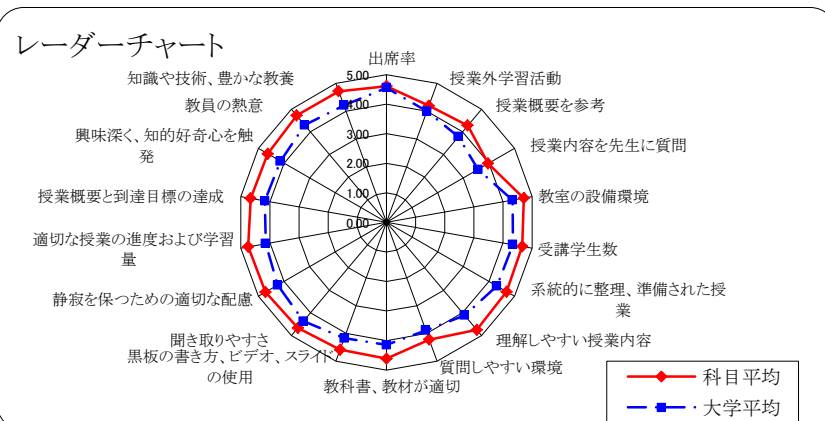 レーダーチャート
出席率
授業外学習活動
授業概要を参考
授業内容を先生に質問
教室の設備環境
受講学生数
系統的に整理、準備された授
業
理解しやすい授業内容
質問しやすい環境
教科書、教材が適切
黒板の書き方、ビデオ、スライド
の使用
聞き取りやすさ
静寂を保つための適切な配慮
適切な授業の進度および学習
量
授業概要と到達目標の達成
興味深く、知的好奇心を触
発
教員の熱意
知識や技術、豊かな教養
5.00
4.00
3.00
2.00
1.00
0.00
科目平均
大学平均